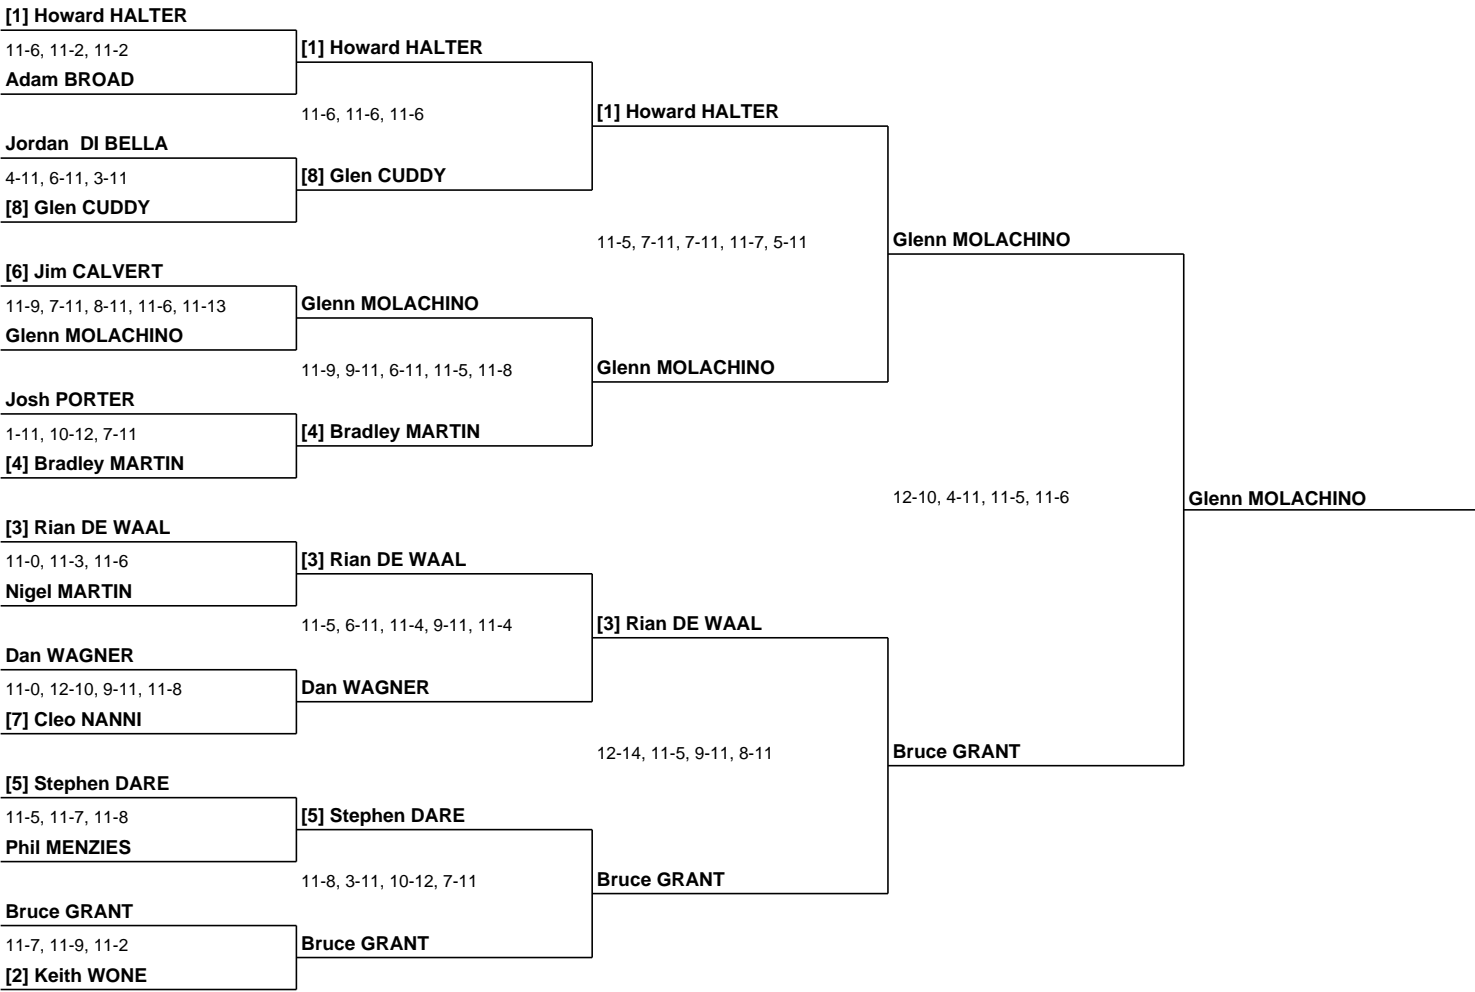 [1] Howard HALTER
11-6, 11-2, 11-2
Adam BROAD
Jordan  DI BELLA
4-11, 6-11, 3-11
[8] Glen CUDDY
[6] Jim CALVERT
11-9, 7-11, 8-11, 11-6, 11-13
Glenn MOLACHINO
Josh PORTER
1-11, 10-12, 7-11
[4] Bradley MARTIN
[3] Rian DE WAAL
11-0, 11-3, 11-6
Nigel MARTIN
Dan WAGNER
11-0, 12-10, 9-11, 11-8
[7] Cleo NANNI
[5] Stephen DARE
11-5, 11-7, 11-8
Phil MENZIES
Bruce GRANT
11-7, 11-9, 11-2
[2] Keith WONE
[1] Howard HALTER
11-6, 11-6, 11-6
[8] Glen CUDDY
Glenn MOLACHINO
11-9, 9-11, 6-11, 11-5, 11-8
[4] Bradley MARTIN
[3] Rian DE WAAL
11-5, 6-11, 11-4, 9-11, 11-4
Dan WAGNER
[5] Stephen DARE
11-8, 3-11, 10-12, 7-11
Bruce GRANT
[1] Howard HALTER
11-5, 7-11, 7-11, 11-7, 5-11
Glenn MOLACHINO
[3] Rian DE WAAL
12-14, 11-5, 9-11, 8-11
Bruce GRANT
Glenn MOLACHINO
12-10, 4-11, 11-5, 11-6
Bruce GRANT
Glenn MOLACHINO